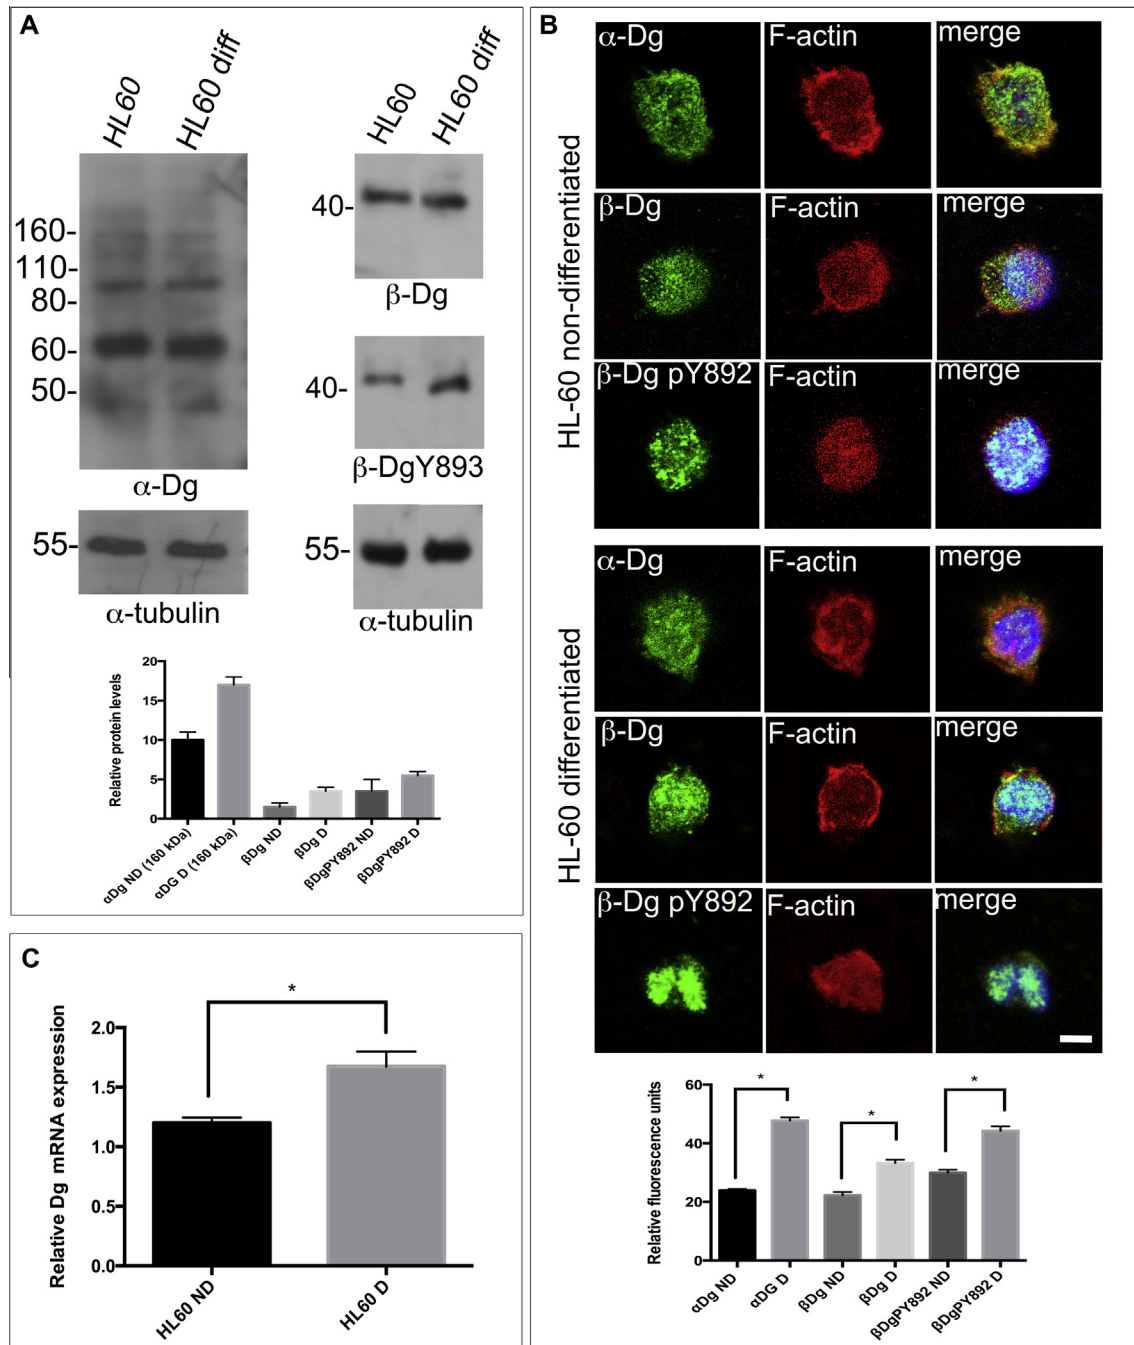 A
HL60
HL60 diff
160-
110-
80-
60-
50-
α-Dg
55-
α-tubulin
HL60
HL60 diff
40-
β-Dg
40-
β-DgY893
55-
α-tubulin
Relative protein levels
20
15
10
5
0
αDg ND (160 kDa)
αDG D (160 kDa)
βDg ND
βDg D
βDgPY892 ND
βDgPY892 D
B
HL-60 non-differentiated
α-Dg
F-actin
merge
β-Dg
F-actin
merge
β-Dg pY892
F-actin
merge
HL-60 differentiated
α-Dg
F-actin
merge
β-Dg
F-actin
merge
β-Dg pY892
F-actin
merge
Relative fluorescence units
60
40
20
0
*
*
*
αDg ND
αDG D
βDg ND
βDg D
βDgPY892 ND
βDgPY892 D
C
Relative Dg mRNA expression
2.0
1.5
1.0
0.5
0.0
*
HL60 ND
HL60 D